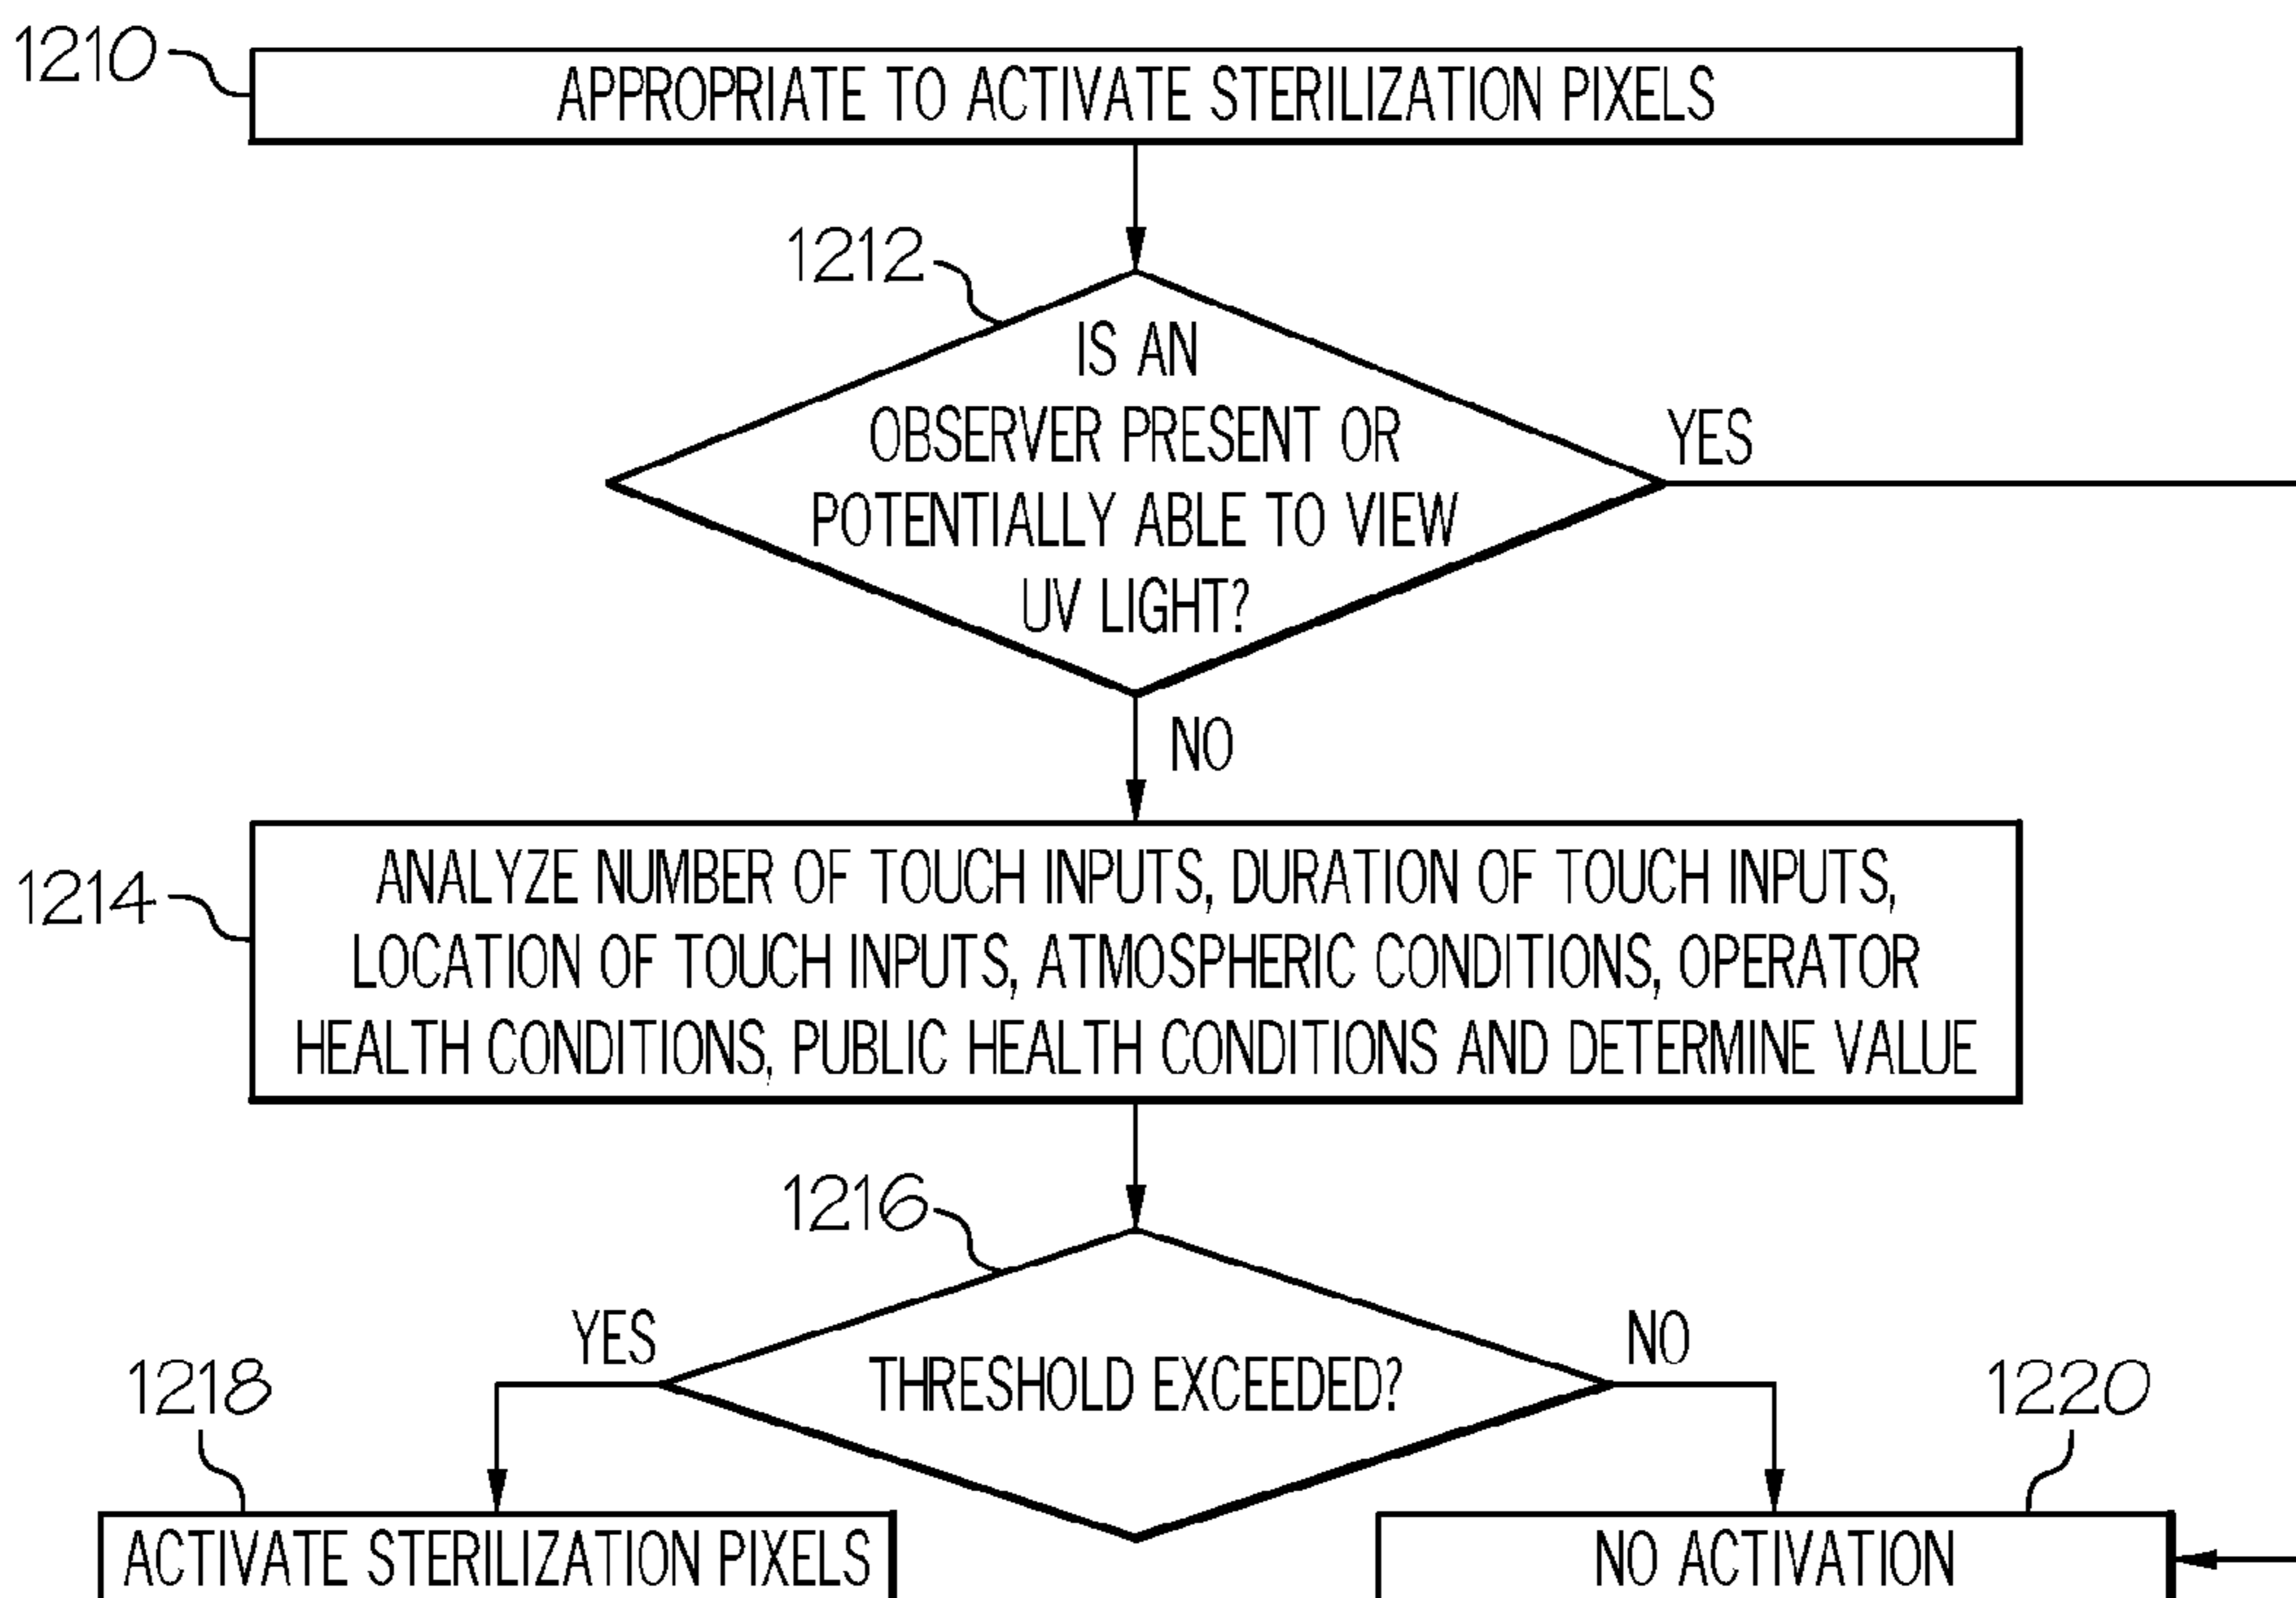 1210
APPROPRIATE TO ACTIVATE STERILIZATION PIXELS
1212
IS AN
OBSERVER PRESENT OR
POTENTIALLY ABLE TO VIEW
UV LIGHT?
YES
NO
1214
ANALYZE NUMBER OF TOUCH INPUTS, DURATION OF TOUCH INPUTS,
LOCATION OF TOUCH INPUTS, ATMOSPHERIC CONDITIONS, OPERATOR
HEALTH CONDITIONS, PUBLIC HEALTH CONDITIONS AND DETERMINE VALUE
1216
THRESHOLD EXCEEDED?
YES
NO
1218
ACTIVATE STERILIZATION PIXELS
1220
NO ACTIVATION